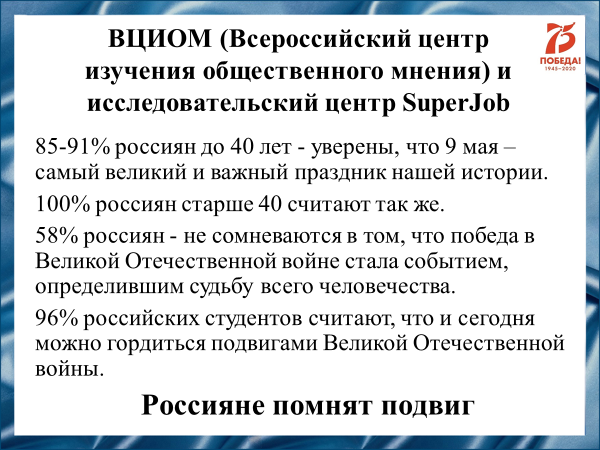 ВЦИОМ (Всероссийский центр
изучения общественного мнения) и
исследовательский центр SuperJob
75
ПОБЕДА!
1945–2020
85-91% россиян до 40 лет - уверены, что 9 мая –
самый великий и важный праздник нашей истории.
100% россиян старше 40 считают так же.
58% россиян - не сомневаются в том, что победа в
Великой Отечественной войне стала событием,
определившим судьбу всего человечества.
96% российских студентов считают, что и сегодня
можно гордиться подвигами Великой Отечественной
войны.
Россияне помнят подвиг